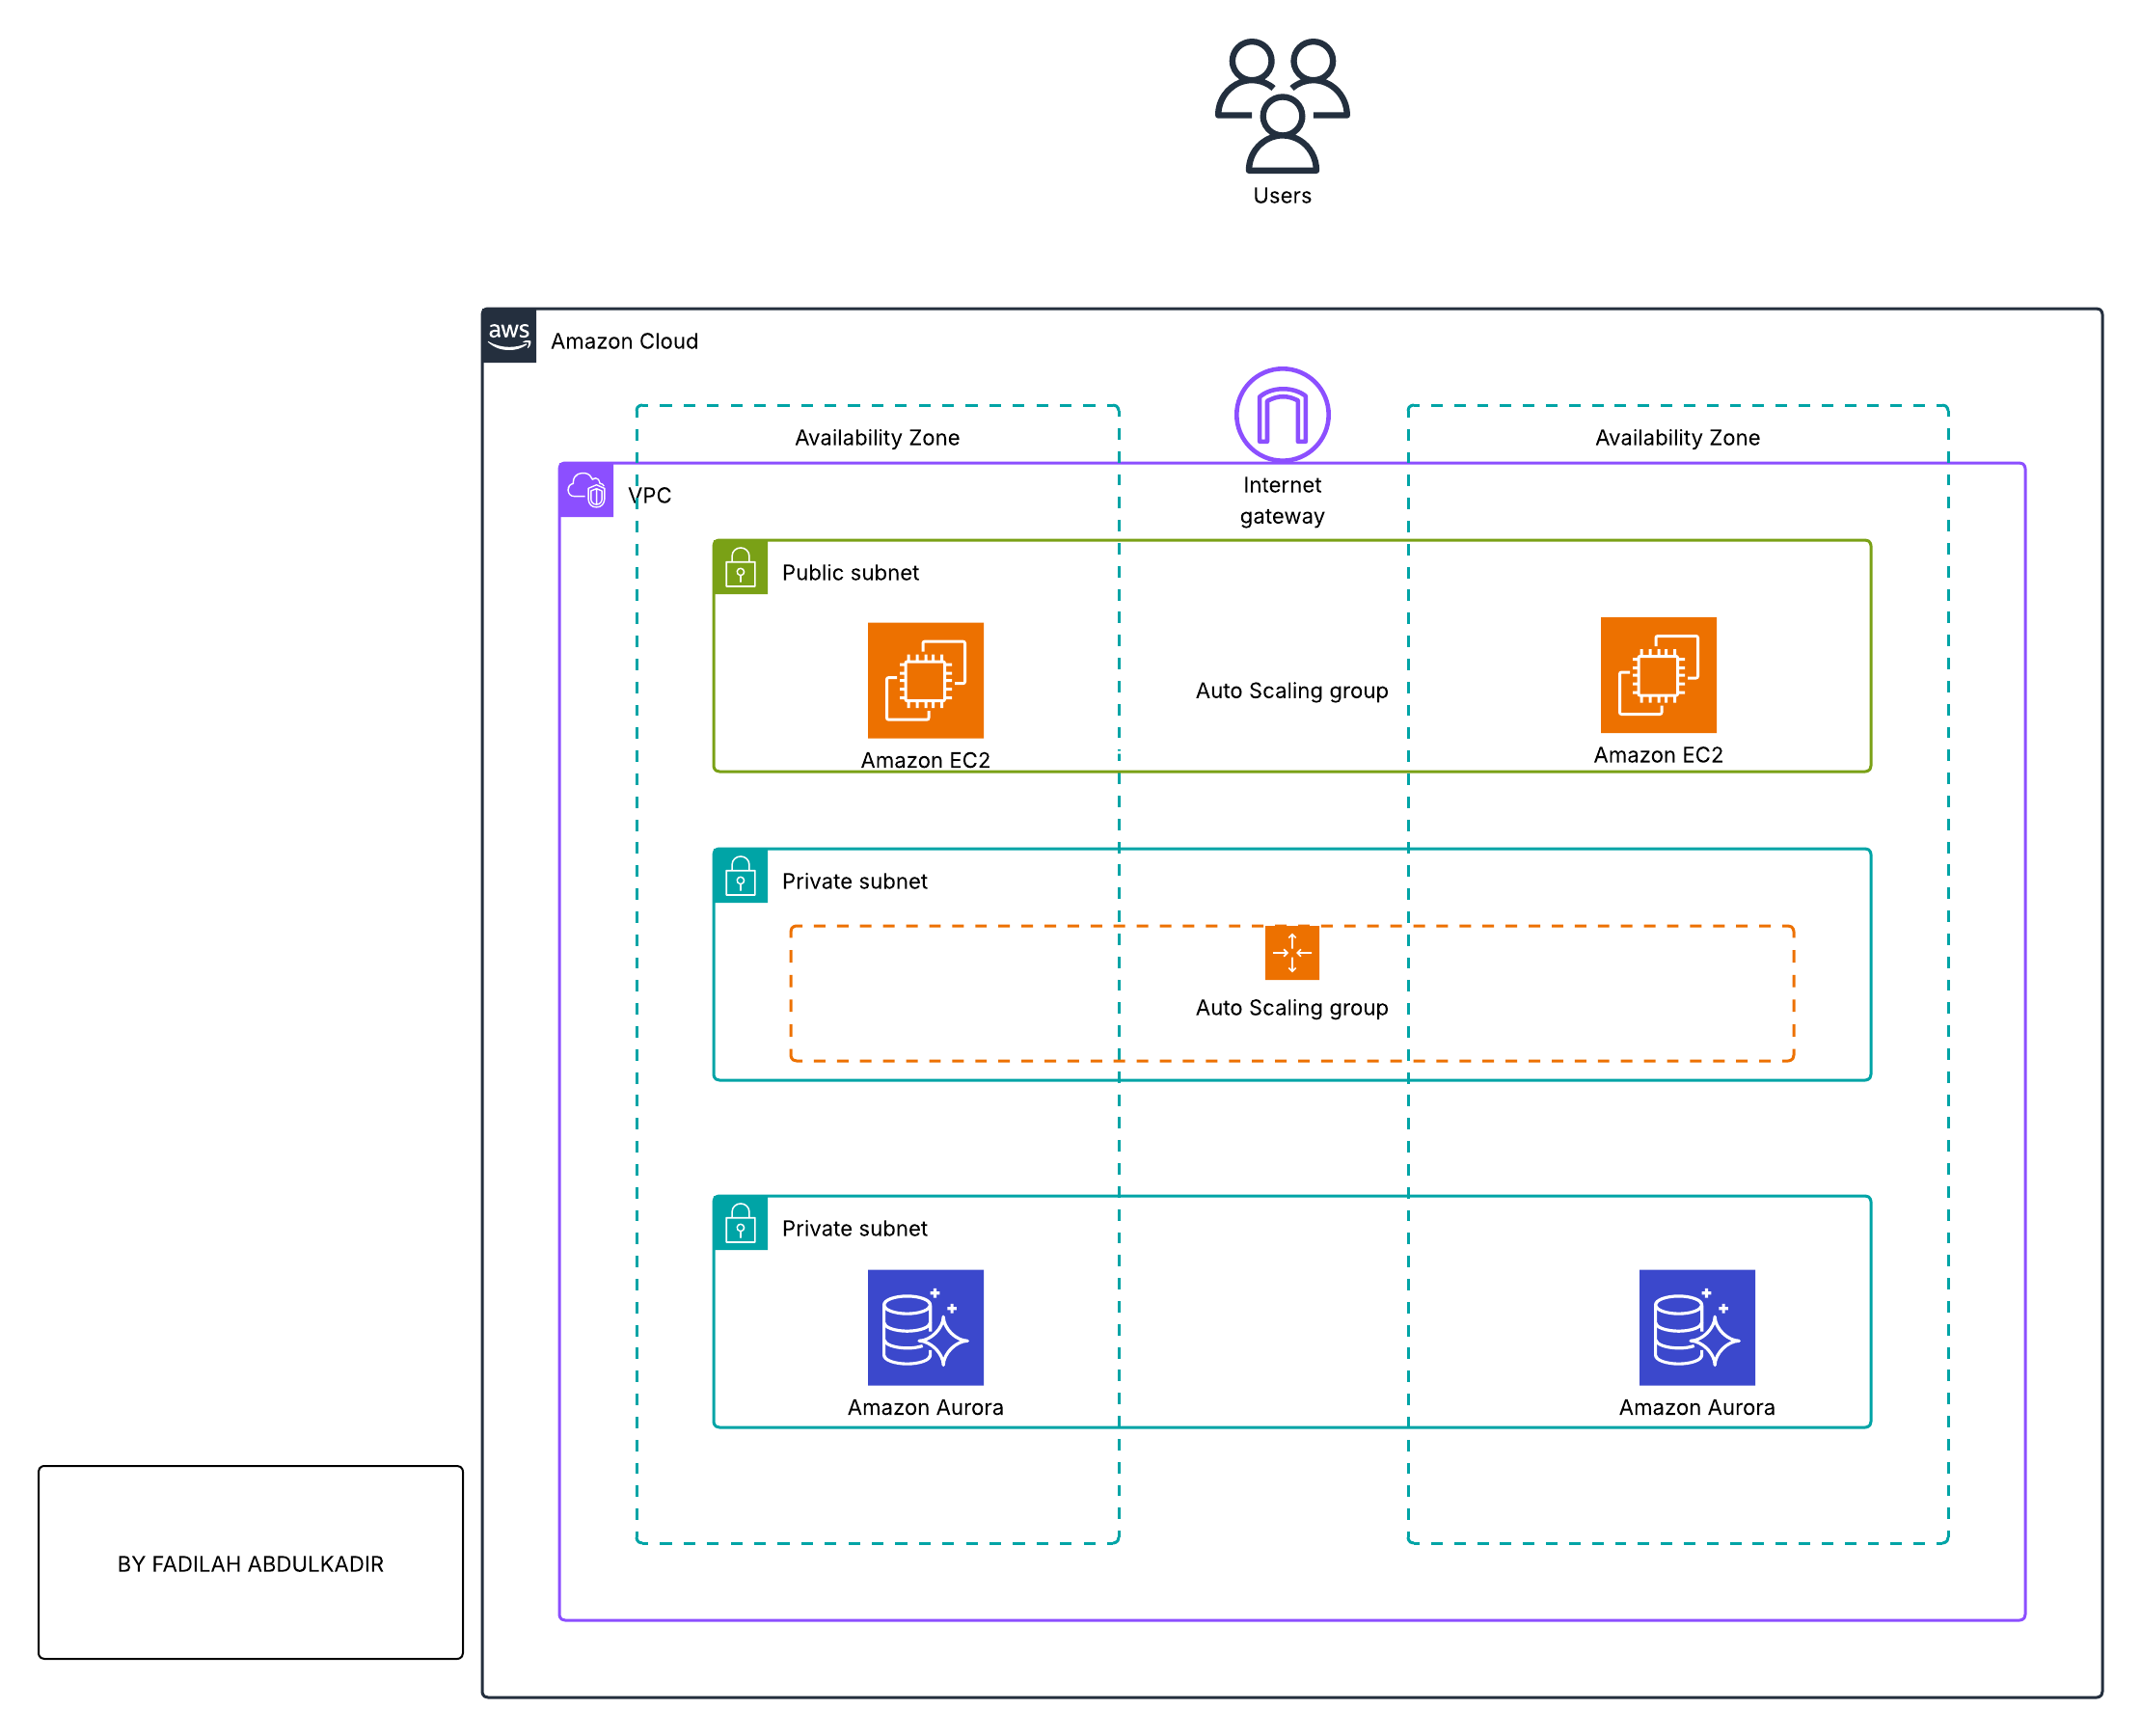 Users
aws
Amazon Cloud
Availability Zone
Availability Zone
VPC
Internet
gateway
Public subnet
Auto Scaling group
Amazon EC2
Amazon EC2
Private subnet
Auto Scaling group
Private subnet
Amazon Aurora
Amazon Aurora
BY FADILAH ABDULKADIR